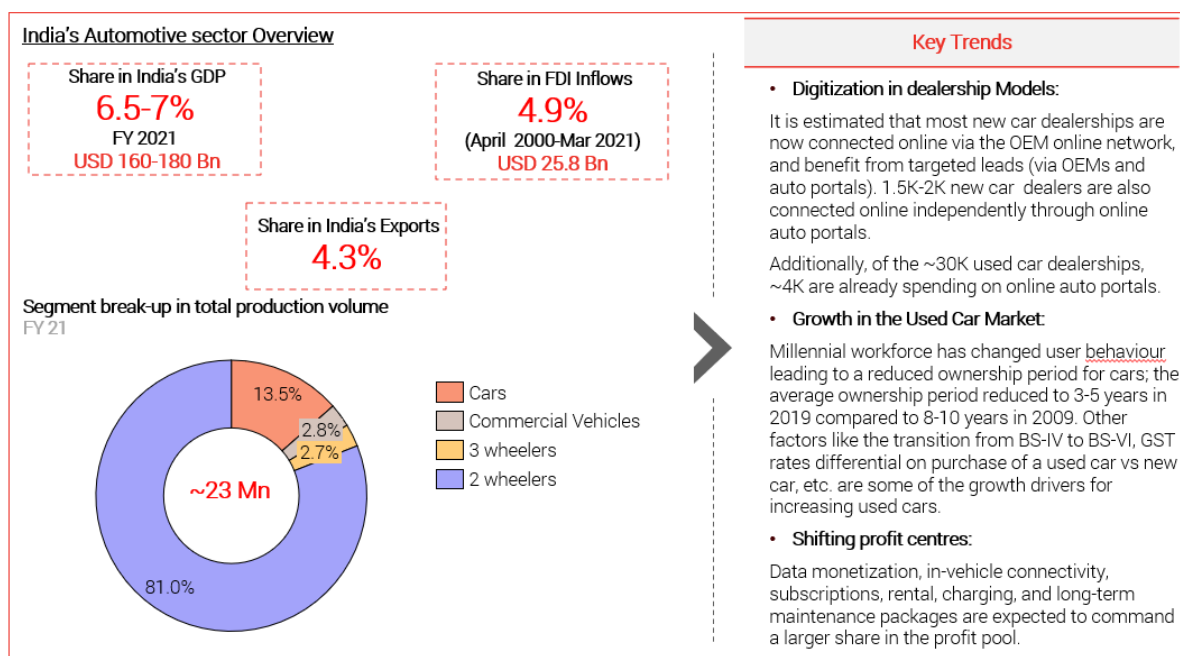 India's Automotive sector Overview
Share in India's GDP
6.5-7%
FY 2021
USD 160-180 Bn
Share in FDI Inflows
4.9%
(April 2000-Mar 2021)
USD 25.8 Bn
Share in India's Exports
4.3%
Segment break-up in total production volume
FY 21
13.5%
2.8%
2.7%
~23 Mn
81.0%
Cars
Commercial Vehicles
3 wheelers
2 wheelers
Key Trends
• Digitization in dealership Models:
It is estimated that most new car dealerships are
now connected online via the OEM online network,
and benefit from targeted leads (via OEMs and
auto portals). 1.5K-2K new car dealers are also
connected online independently through online
auto portals.
Additionally, of the ~30K used car dealerships,
~4K are already spending on online auto portals.
• Growth in the Used Car Market:
Millennial workforce has changed user behaviour
leading to a reduced ownership period for cars; the
average ownership period reduced to 3-5 years in
2019 compared to 8-10 years in 2009. Other
factors like the transition from BS-IV to BS-VI, GST
rates differential on purchase of a used car vs new
car, etc. are some of the growth drivers for
increasing used cars.
• Shifting profit centres:
Data monetization, in-vehicle connectivity,
subscriptions, rental, charging, and long-term
maintenance packages are expected to command
a larger share in the profit pool.